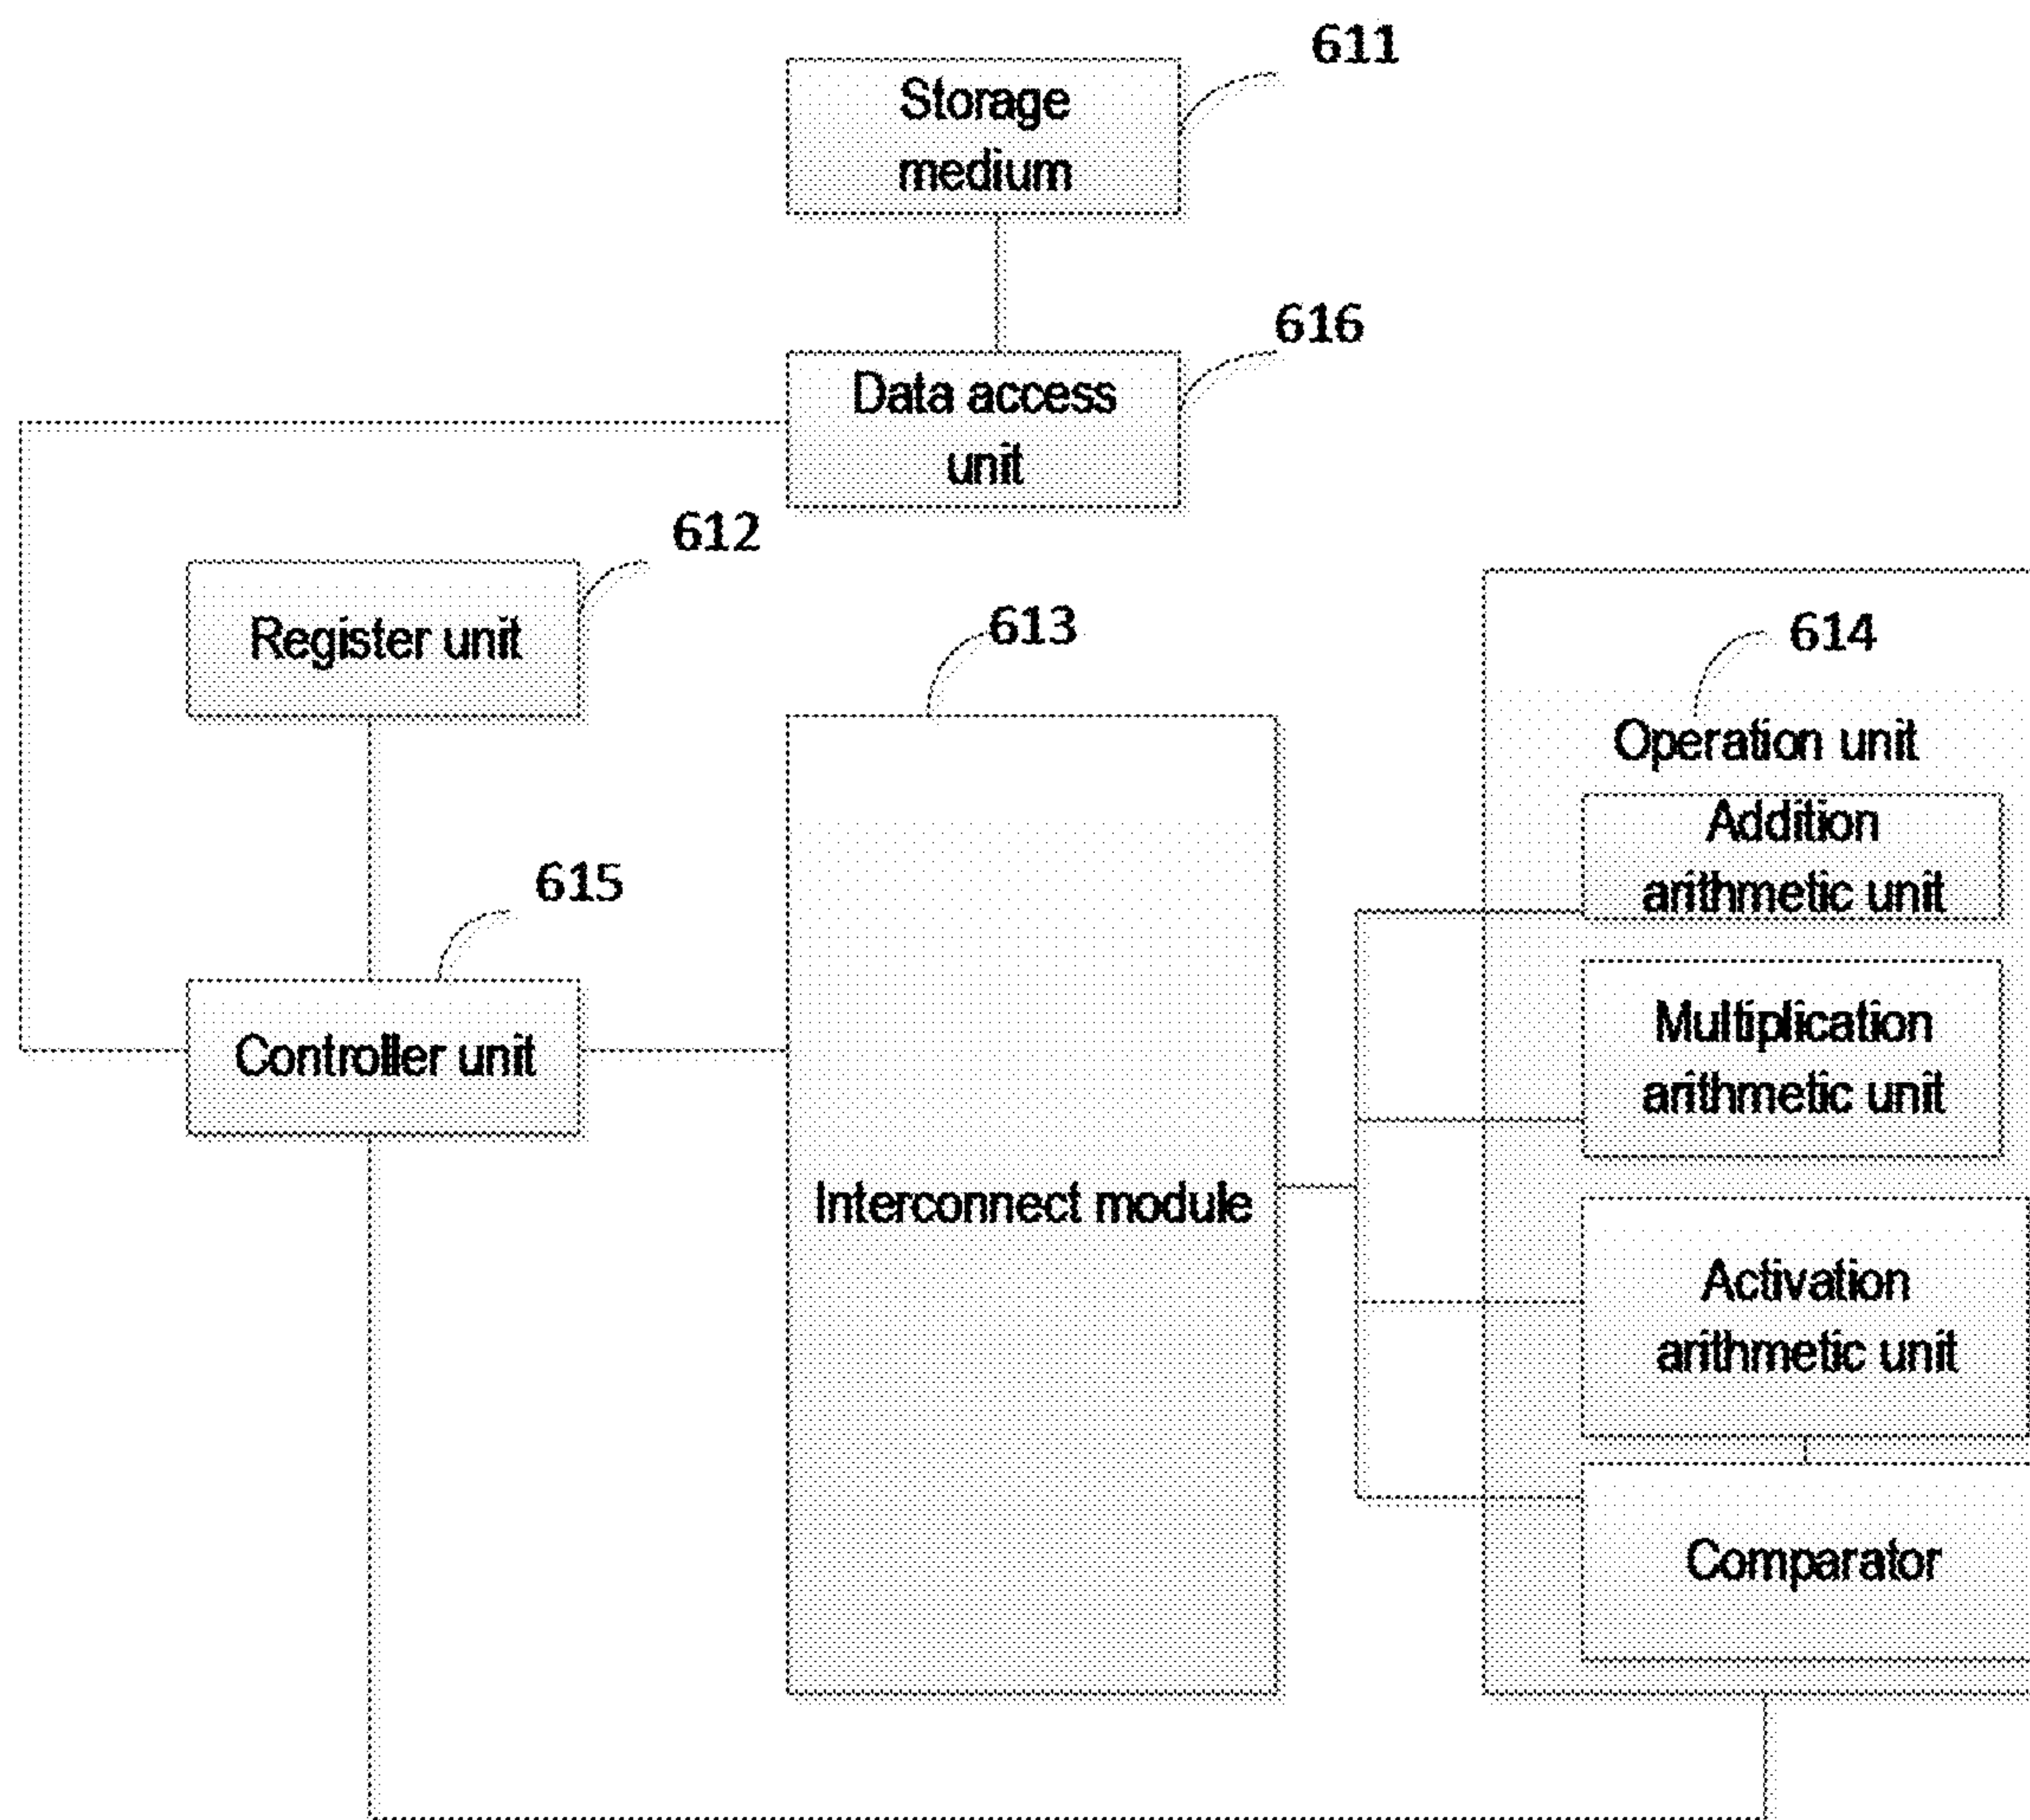 611
Storage
medium
616
Data access
unit
612
Register unit
613
614
Operation unit
Addition
arithmetic unit
615
Controller unit
Multiplication
arithmetic unit
Interconnect module
Activation
arithmetic unit
Comparator